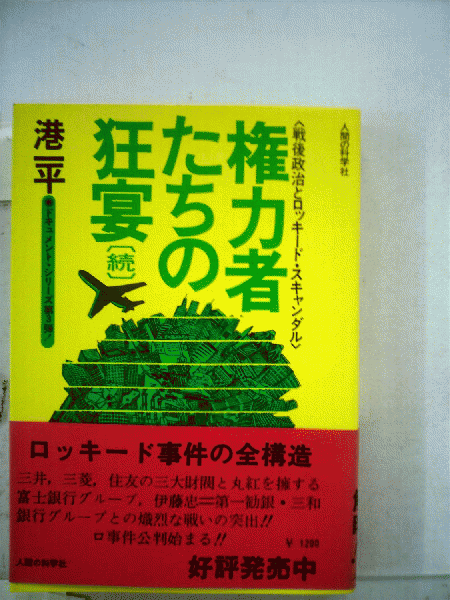 人間の科学社
〈戦後政治とロッキード・スキャンダル〉
権力者
たちの
狂宴〔続〕
港一平
ドキュメント・シリーズ第3弾!
ロッキード事件の全構造
三井，三菱，住友の三大財閥と丸紅を擁する
富士銀行グループ，伊藤忠＝第一勧銀・三和
銀行グループとの熾烈な戦いの突出!!
ロ事件公判始まる!!
¥ 1200
人間の科学社
好評発売中